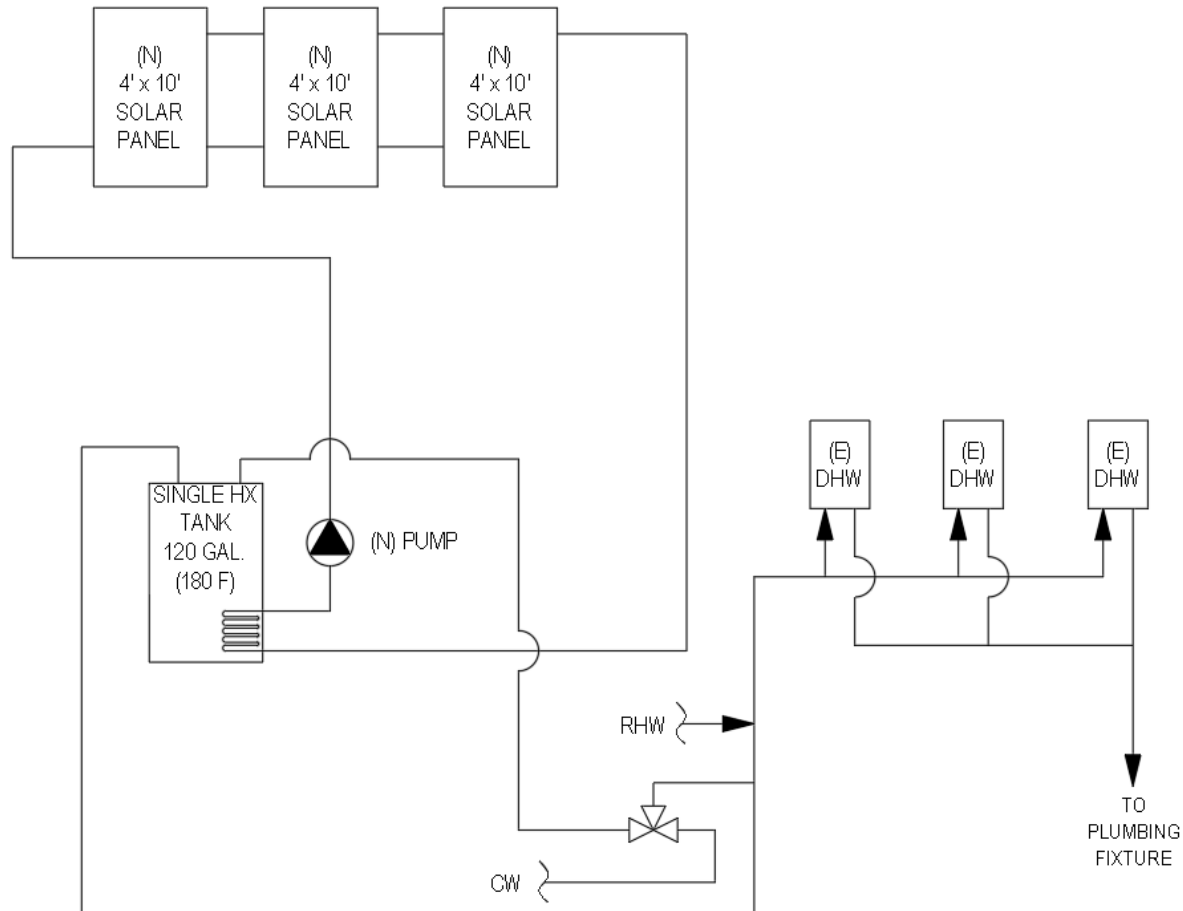 (N)
4' x 10'
SOLAR
PANEL
(N)
4' x 10'
SOLAR
PANEL
(N)
4' x 10'
SOLAR
PANEL
SINGLE HX
TANK
120 GAL.
(180 F)
(N) PUMP
(E)
DHW
(E)
DHW
(E)
DHW
RHW
CW
TO
PLUMBING
FIXTURE